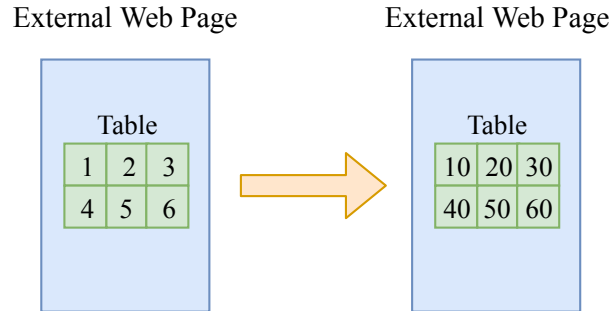 External Web Page
Table
1 2 3
4 5 6
External Web Page
Table
10 20 30
40 50 60